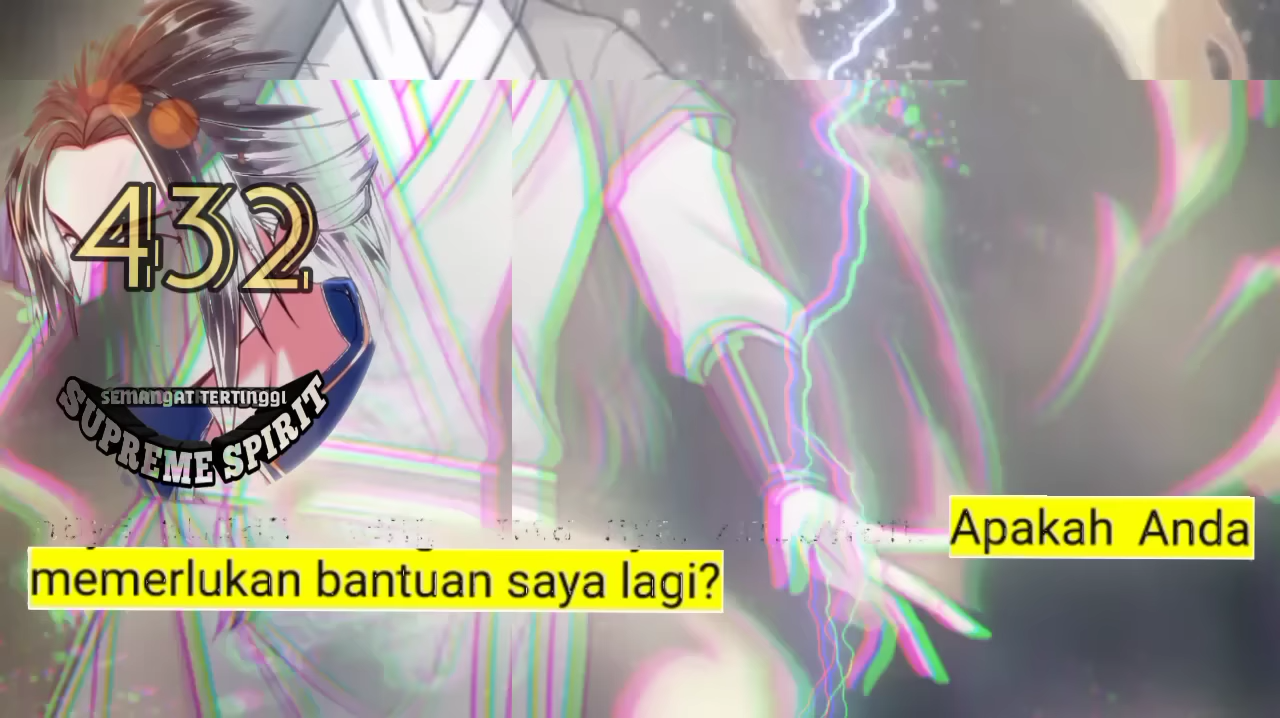 432
SEMANGAT TERTINGGI
SUPREME SPIRIT
Apakah Anda
memerlukan bantuan saya lagi?